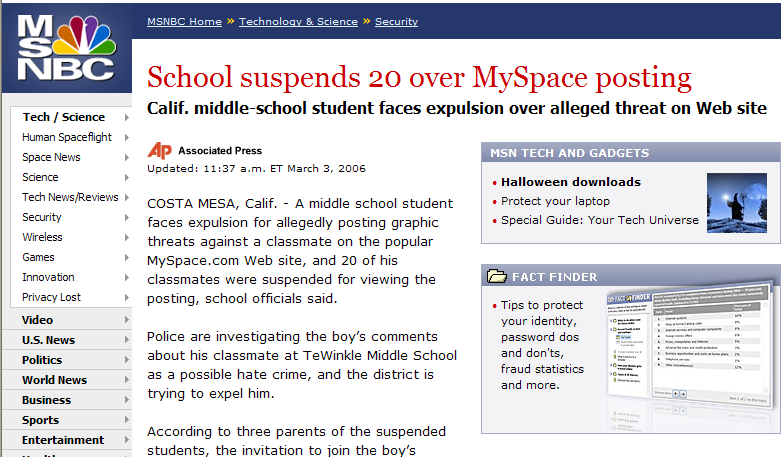 MSNBC
MSNBC Home » Technology & Science » Security
School suspends 20 over MySpace posting
Calif. middle-school student faces expulsion over alleged threat on Web site
Tech / Science
Human Spaceflight
Space News
Science
Tech News/Reviews
Security
Wireless
Games
Innovation
Privacy Lost
Video
U.S. News
Politics
World News
Business
Sports
Entertainment
AP Associated Press
Updated: 11:37 a.m. ET March 3, 2006
COSTA MESA, Calif. - A middle school student
faces expulsion for allegedly posting graphic
threats against a classmate on the popular
MySpace.com Web site, and 20 of his
classmates were suspended for viewing the
posting, school officials said.
Police are investigating the boy's comments
about his classmate at TeWinkle Middle School
as a possible hate crime, and the district is
trying to expel him.
According to three parents of the suspended
students, the invitation to join the boy's
MSN TECH AND GADGETS
• Halloween downloads
• Protect your laptop
• Special Guide: Your Tech Universe
FACT FINDER
• Tips to protect
your identity,
password dos
and don'ts,
fraud statistics
and more.
FACT FINDER